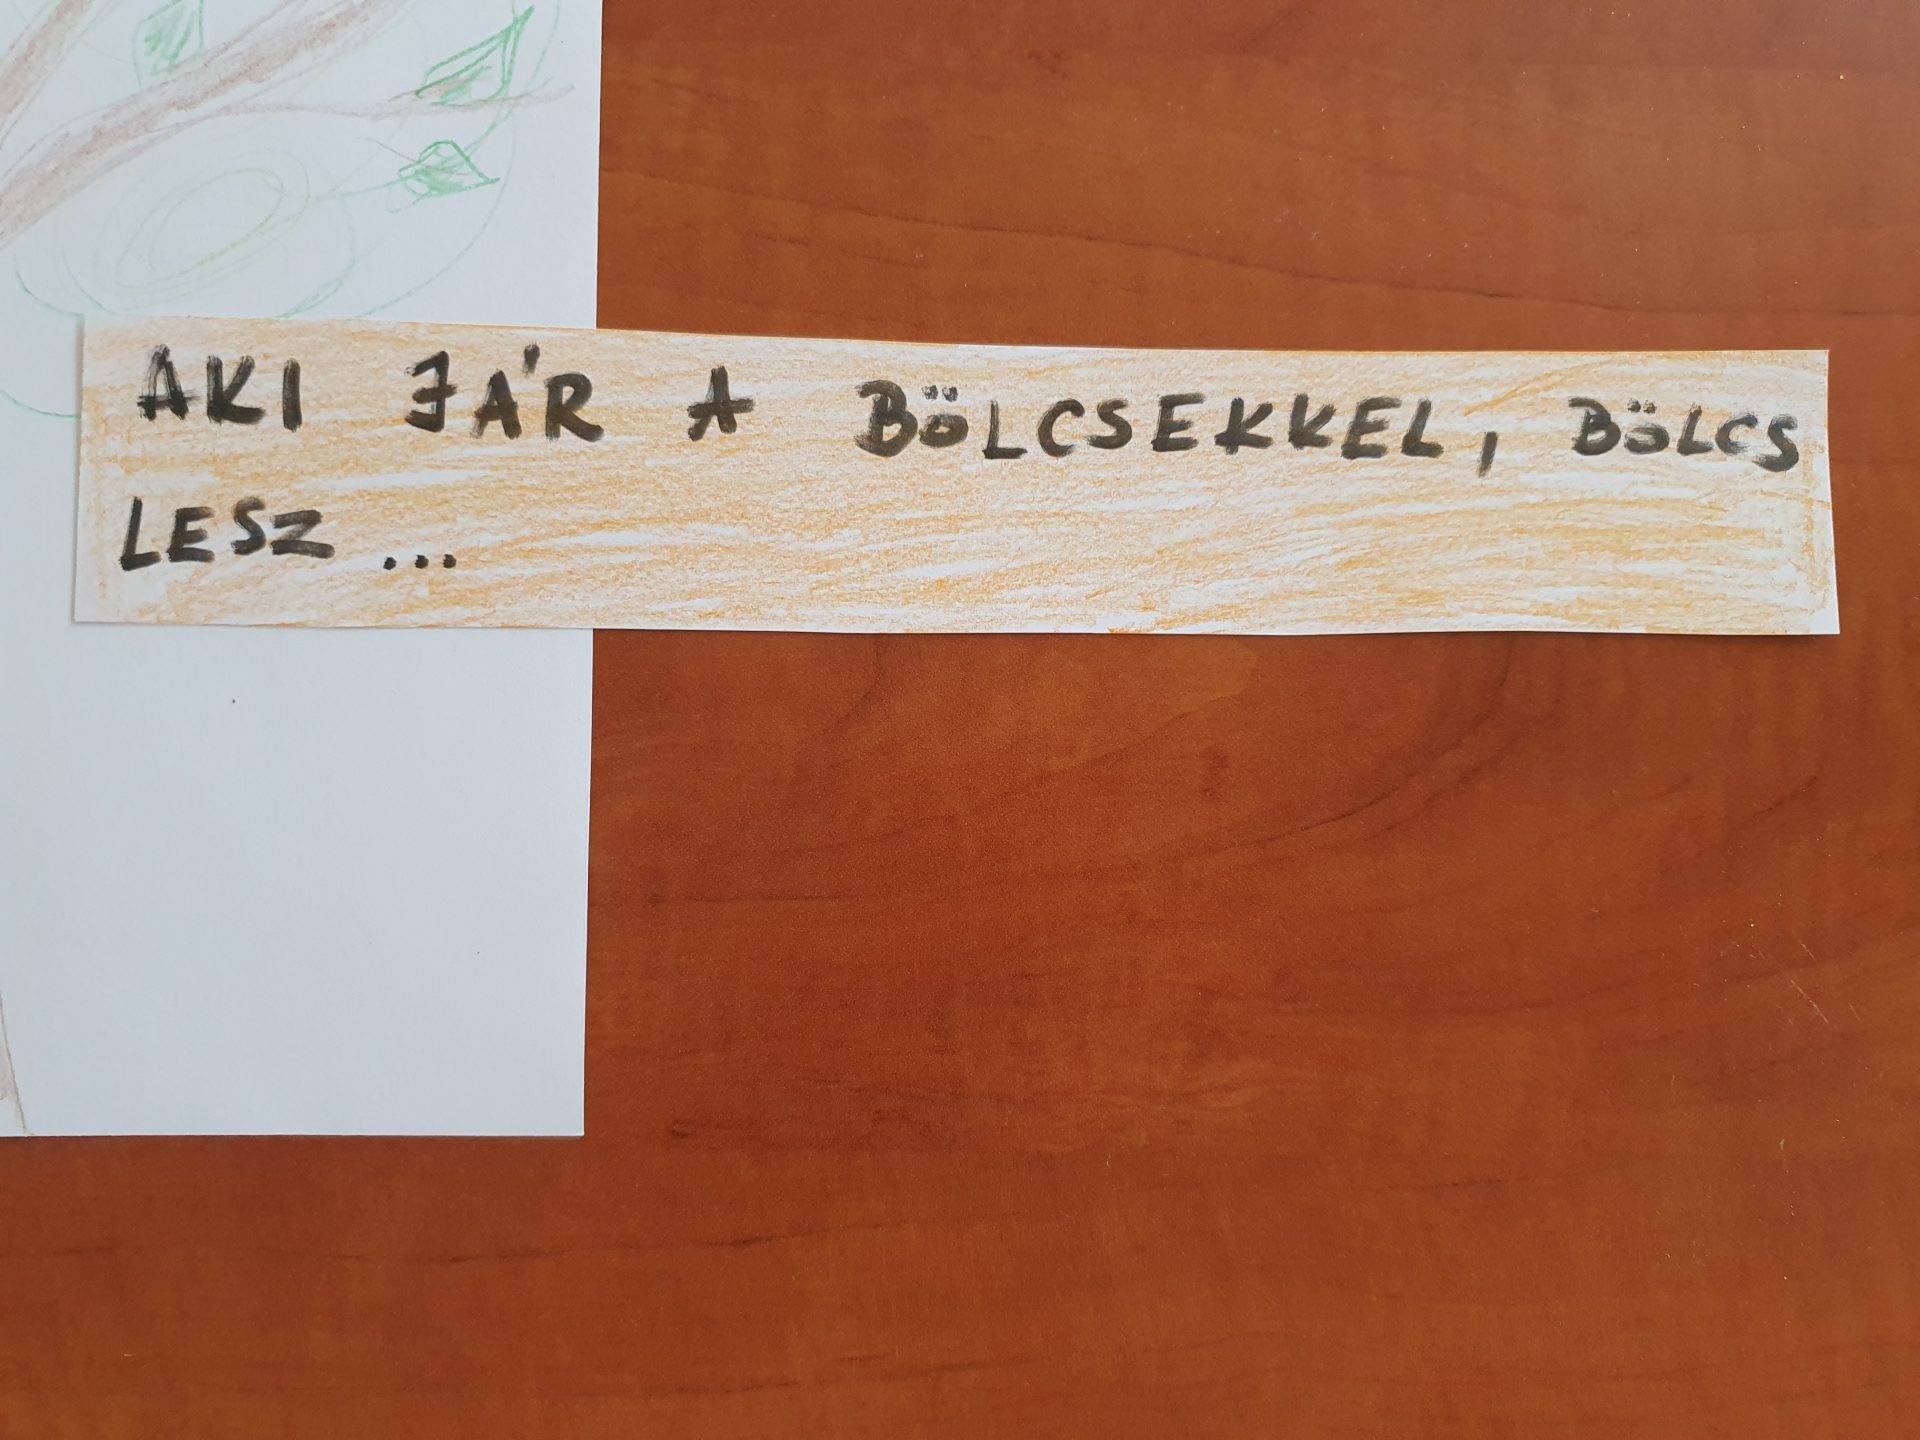 AKI JÁR A BÖLCSEKKEL, BÖLCS
LESZ...